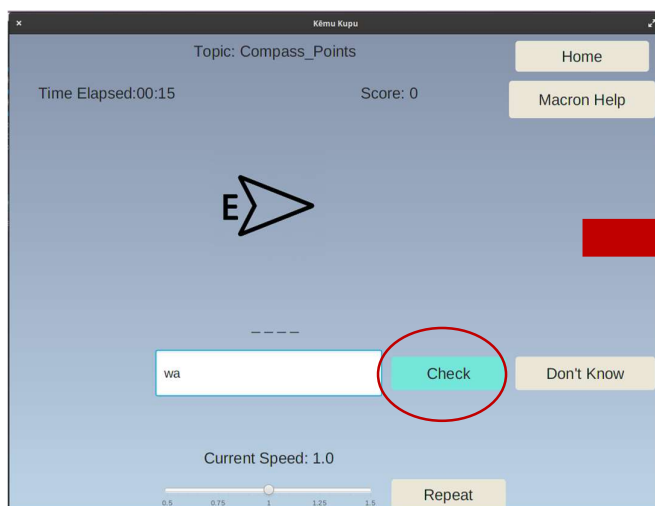 Kēmu Kupu
Topic: Compass_Points
Home
Time Elapsed:00:15
Score: 0
Macron Help
E
_ _ _ _
wa
Check
Don't Know
Current Speed: 1.0
0.5 0.75 1 1.25 1.5
Repeat